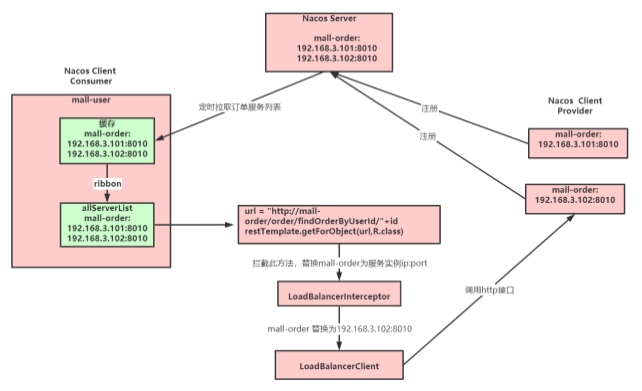 Nacos Server
mall-order:
192.168.3.101:8010
192.168.3.102:8010
Nacos Client
Consumer
mall-user
缓存
mall-order:
192.168.3.101:8010
192.168.3.102:8010
ribbon
allServerList
mall-order:
192.168.3.101:8010
192.168.3.102:8010
定时拉取订单服务列表
注册
注册
Nacos Client
Provider
mall-order:
192.168.3.101:8010
mall-order:
192.168.3.102:8010
url = "http://mall-
order/order/findOrderByUserId/"+id
restTemplate.getForObject(url,R.class)
拦截此方法，替换mall-order为服务实例ip:port
LoadBalancerInterceptor
mall-order 替换为192.168.3.102:8010
LoadBalancerClient
调用http接口